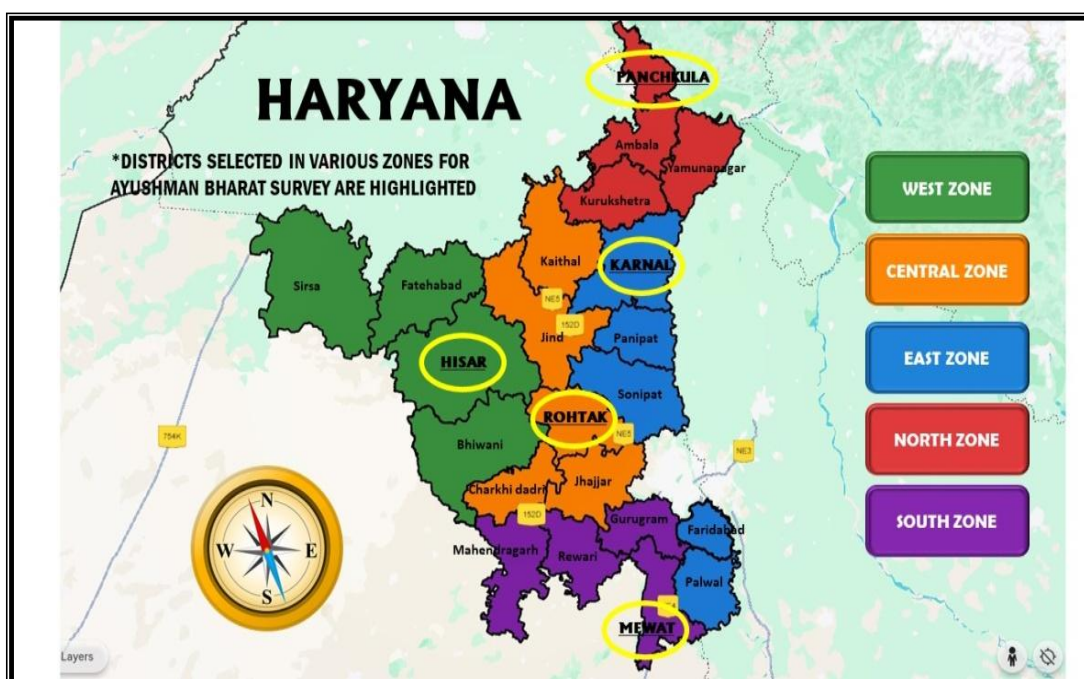 HARYANA
*DISTRICTS SELECTED IN VARIOUS ZONES FOR
AYUSHMAN BHARAT SURVEY ARE HIGHLIGHTED
PANCHKULA
Ambala
Yamunanagar
Kurukshetra
Kaithal
KARNAL
Sirsa
Fatehabad
NE5
152D
Jind
Panipat
HISAR
Sonipat
ROHTAK
NE5
Bhiwani
754K
NE3
Charkhi dadri
Jhajjar
152D
Gurugram
Faridabad
Mahendragarh
Rewari
Palwal
MEWAT
WEST ZONE
CENTRAL ZONE
EAST ZONE
NORTH ZONE
SOUTH ZONE
N
W
E
S
Layers